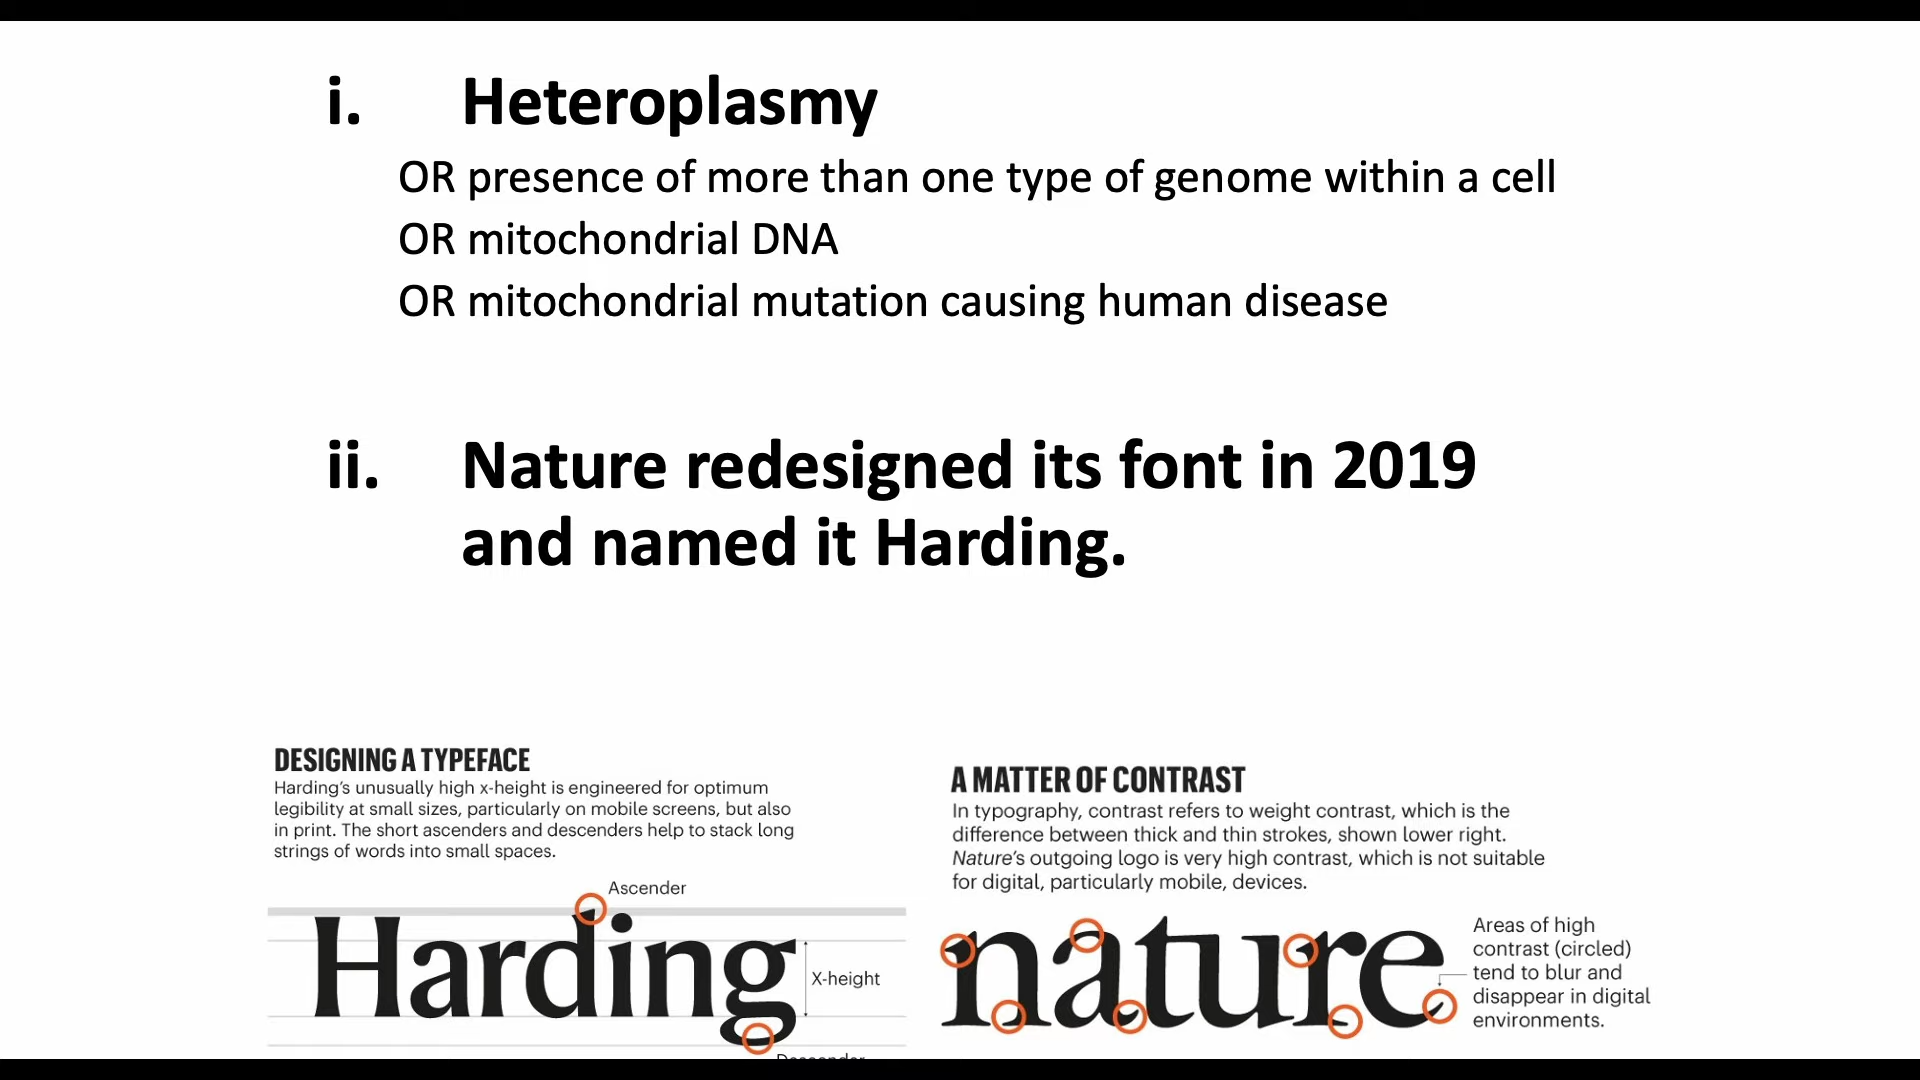 i. Heteroplasmy
OR presence of more than one type of genome within a cell
OR mitochondrial DNA
OR mitochondrial mutation causing human disease
ii. Nature redesigned its font in 2019
and named it Harding.
DESIGNING A TYPEFACE
Harding's unusually high x-height is engineered for optimum
legibility at small sizes, particularly on mobile screens, but also
in print. The short ascenders and descenders help to stack long
strings of words into small spaces.
Ascender
Harding
X-height
Descender
A MATTER OF CONTRAST
In typography, contrast refers to weight contrast, which is the
difference between thick and thin strokes, shown lower right.
Nature's outgoing logo is very high contrast, which is not suitable
for digital, particularly mobile, devices.
nature
Areas of high
contrast (circled)
tend to blur and
disappear in digital
environments.